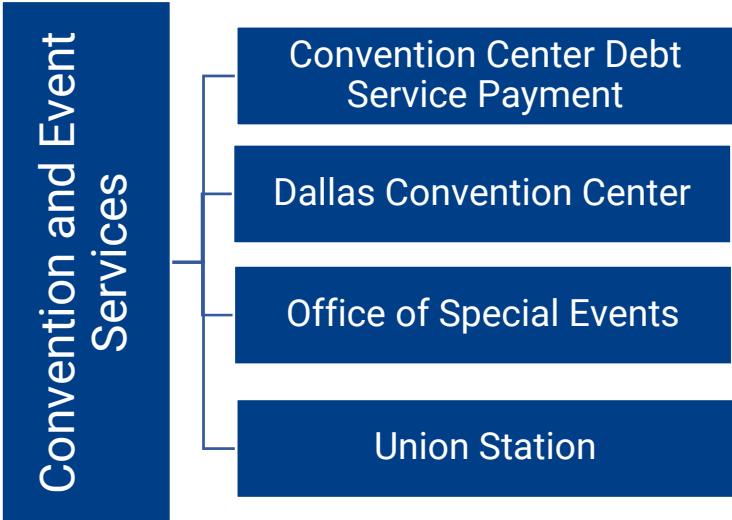 Convention and Event
Services
Convention Center Debt
Service Payment
Dallas Convention Center
Office of Special Events
Union Station